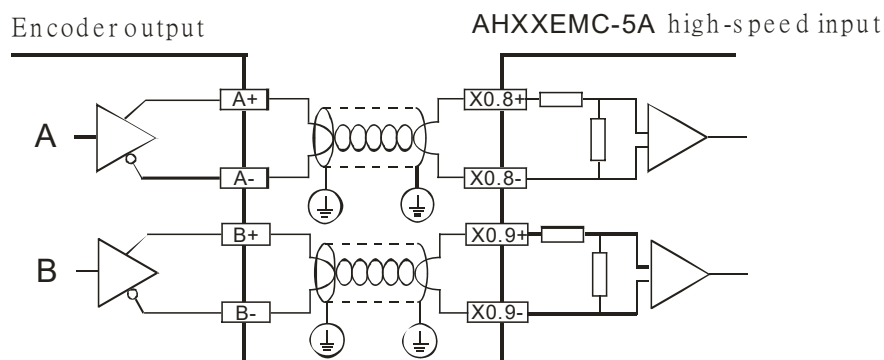 Encoder output
AHXXEMC-5A high-speed input
A+
X0.8+
A
A-
X0.8-
B+
X0.9+
B
B-
X0.9-